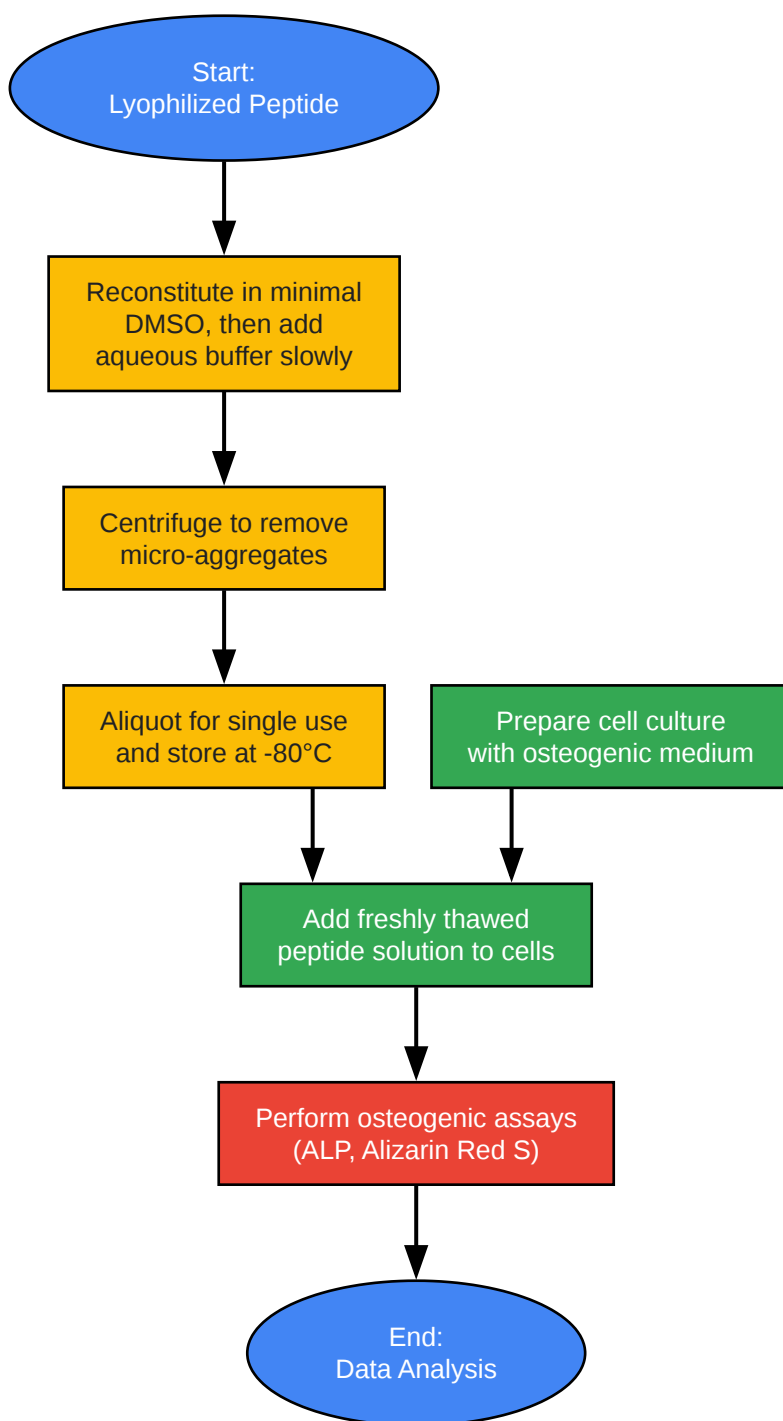 Start:
Lyophilized Peptide
Reconstitute in minimal
DMSO, then add
aqueous buffer slowly
Centrifuge to remove
micro-aggregates
Aliquot for single use
and store at -80°C
Prepare cell culture
with osteogenic medium
Add freshly thawed
peptide solution to cells
Perform osteogenic assays
(ALP, Alizarin Red S)
End:
Data Analysis